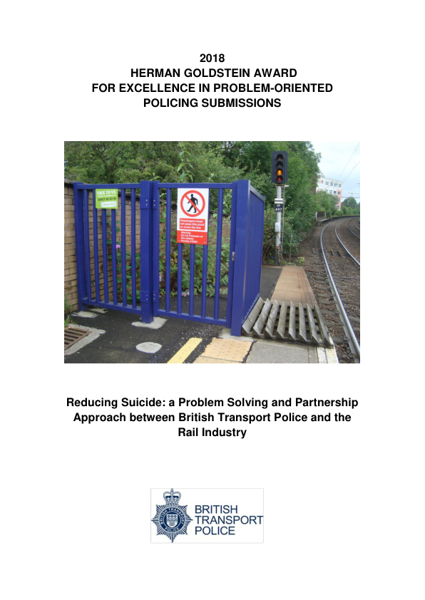 2018
HERMAN GOLDSTEIN AWARD
FOR EXCELLENCE IN PROBLEM-ORIENTED
POLICING SUBMISSIONS
Reducing Suicide: a Problem Solving and Partnership
Approach between British Transport Police and the
Rail Industry
BRITISH
TRANSPORT
POLICE